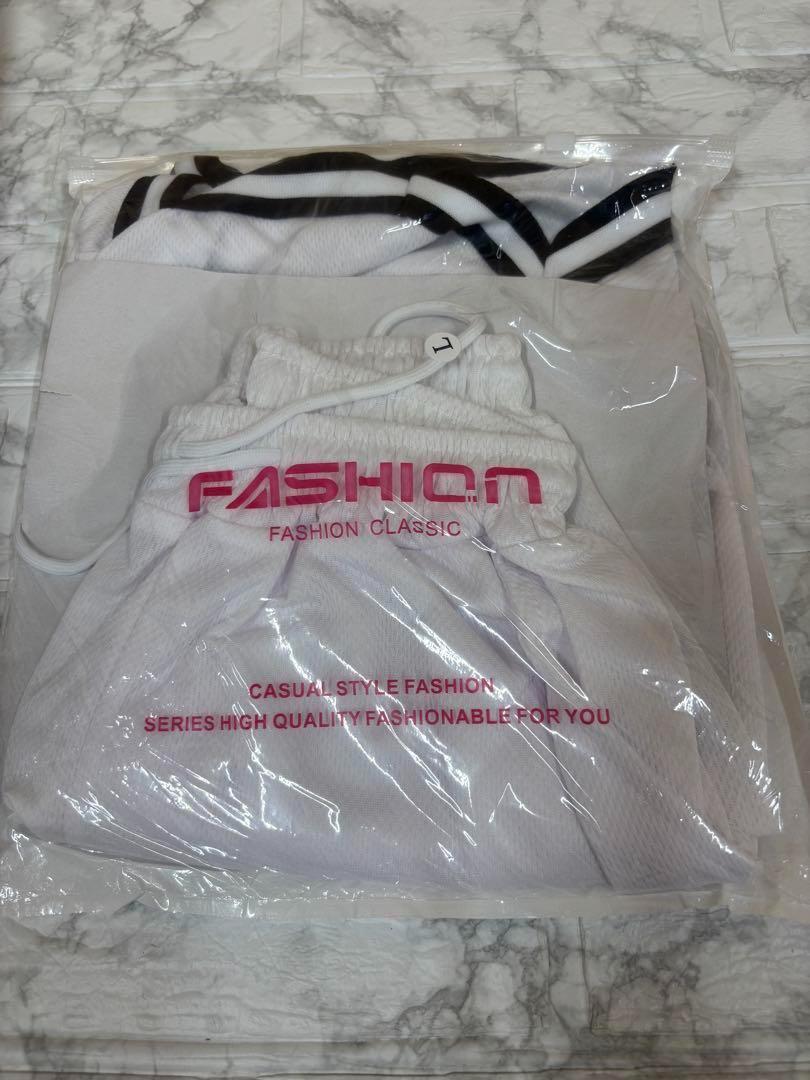 L
FASHION
FASHION CLASSIC
CASUAL STYLE FASHION
SERIES HIGH QUALITY FASHIONABLE FOR YOU